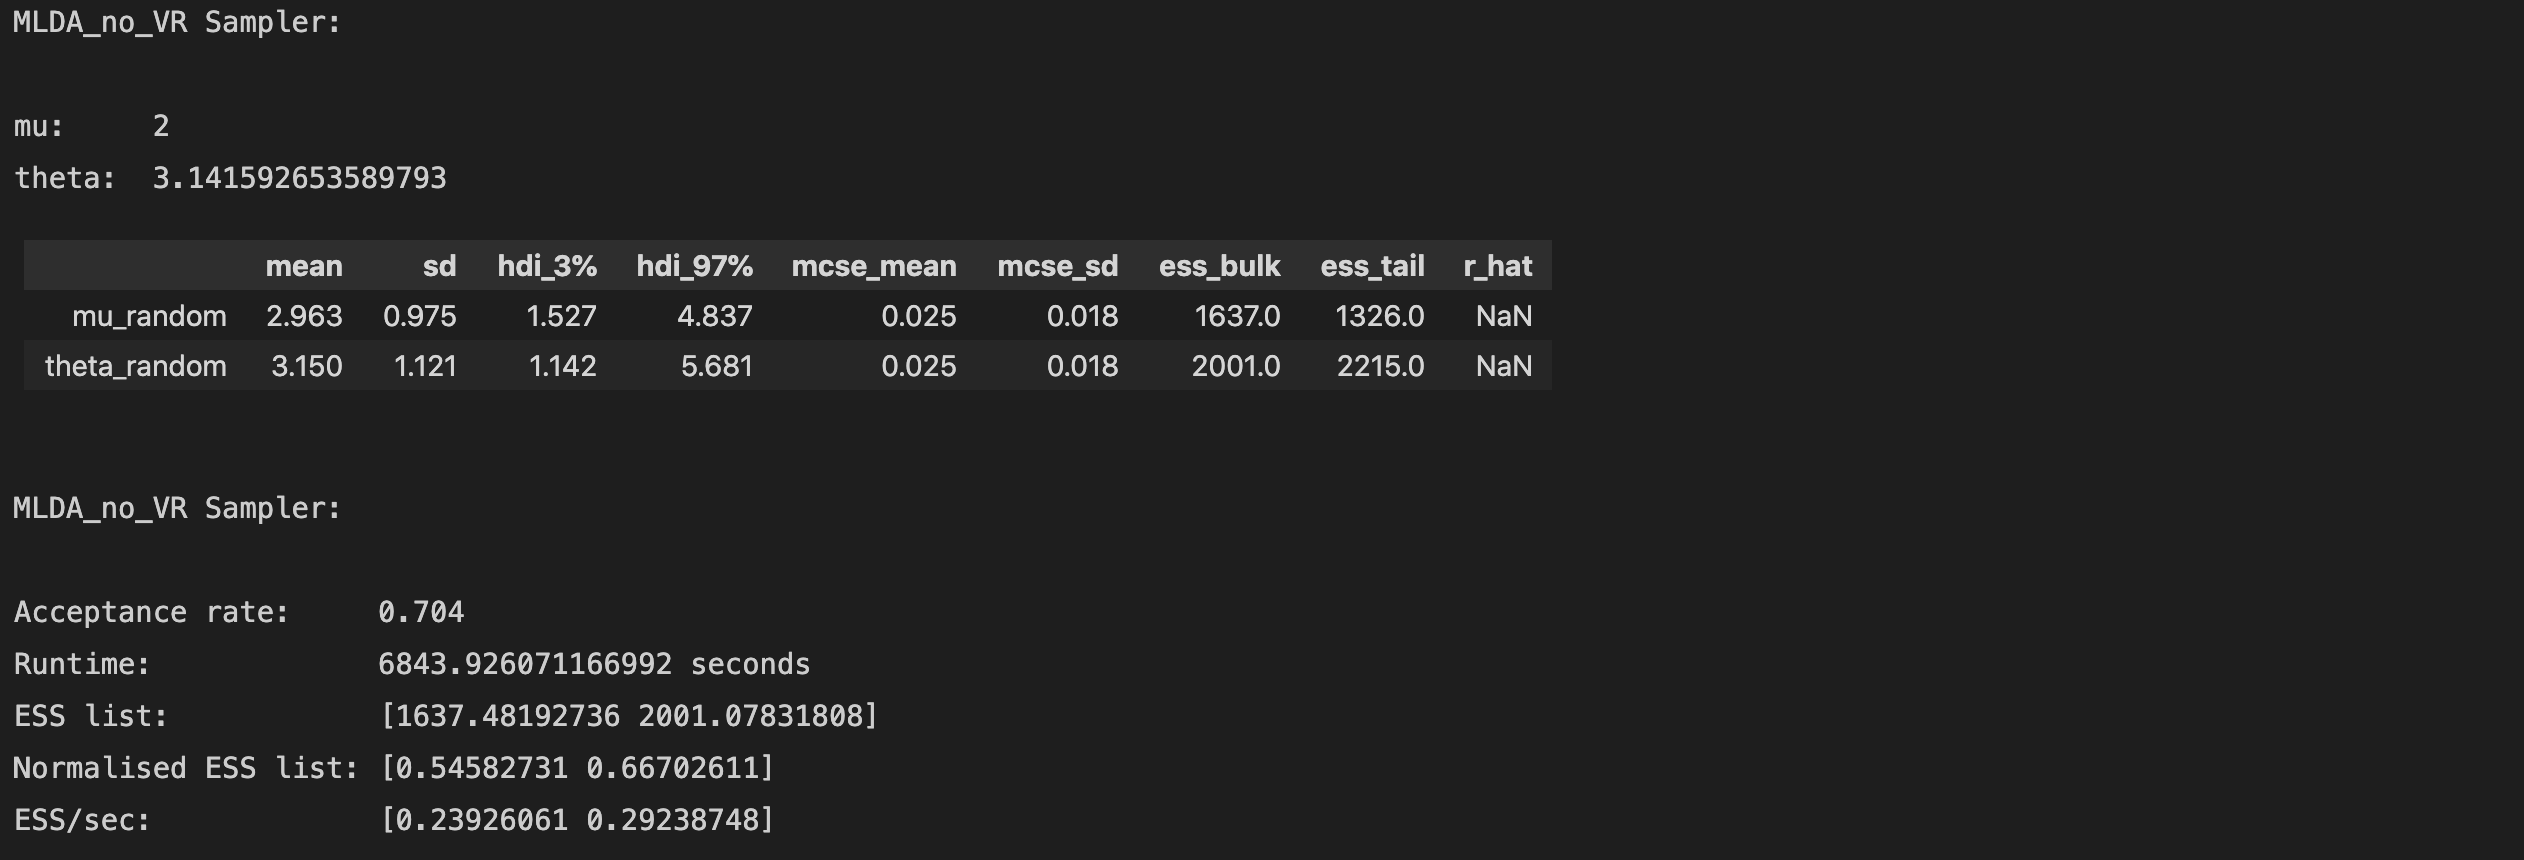 MLDA_no_VR Sampler:
mu: 2
theta: 3.141592653589793
mean sd hdi_3% hdi_97% mcse_mean mcse_sd ess_bulk ess_tail r_hat
mu_random 2.963 0.975 1.527 4.837 0.025 0.018 1637.0 1326.0 NaN
theta_random 3.150 1.121 1.142 5.681 0.025 0.018 2001.0 2215.0 NaN
MLDA_no_VR Sampler:
Acceptance rate: 0.704
Runtime: 6843.926071166992 seconds
ESS list: [1637.48192736 2001.07831808]
Normalised ESS list: [0.54582731 0.66702611]
ESS/sec: [0.23926061 0.29238748]